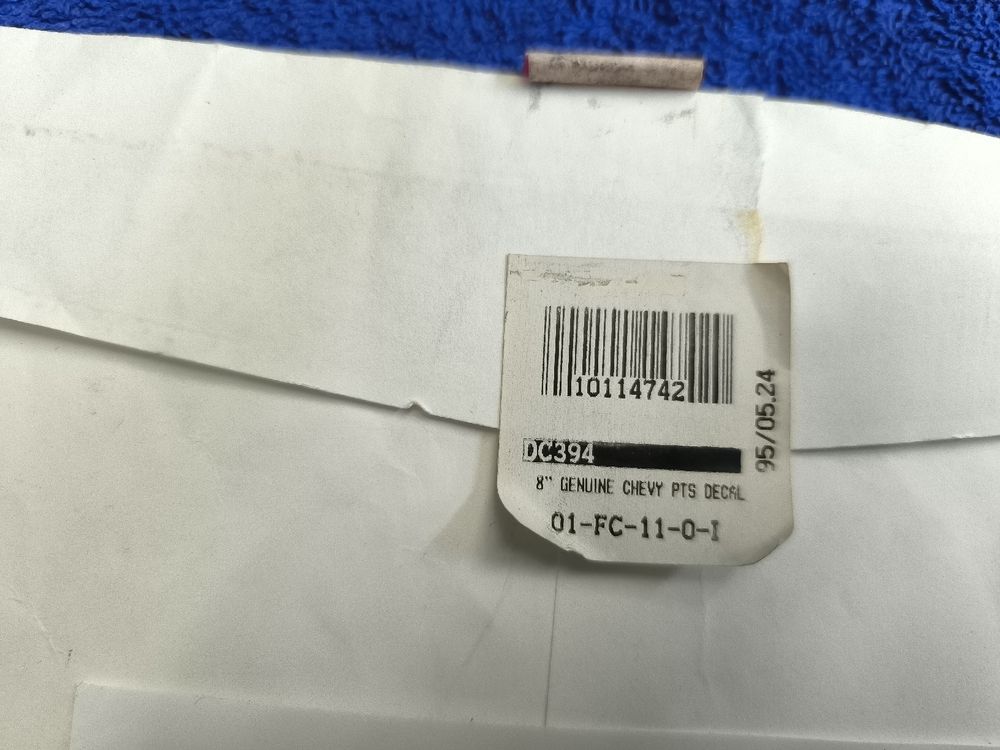 10114742
95/05.24
DC394
8" GENUINE CHEVY PTS DECAL
01-FC-11-0-I